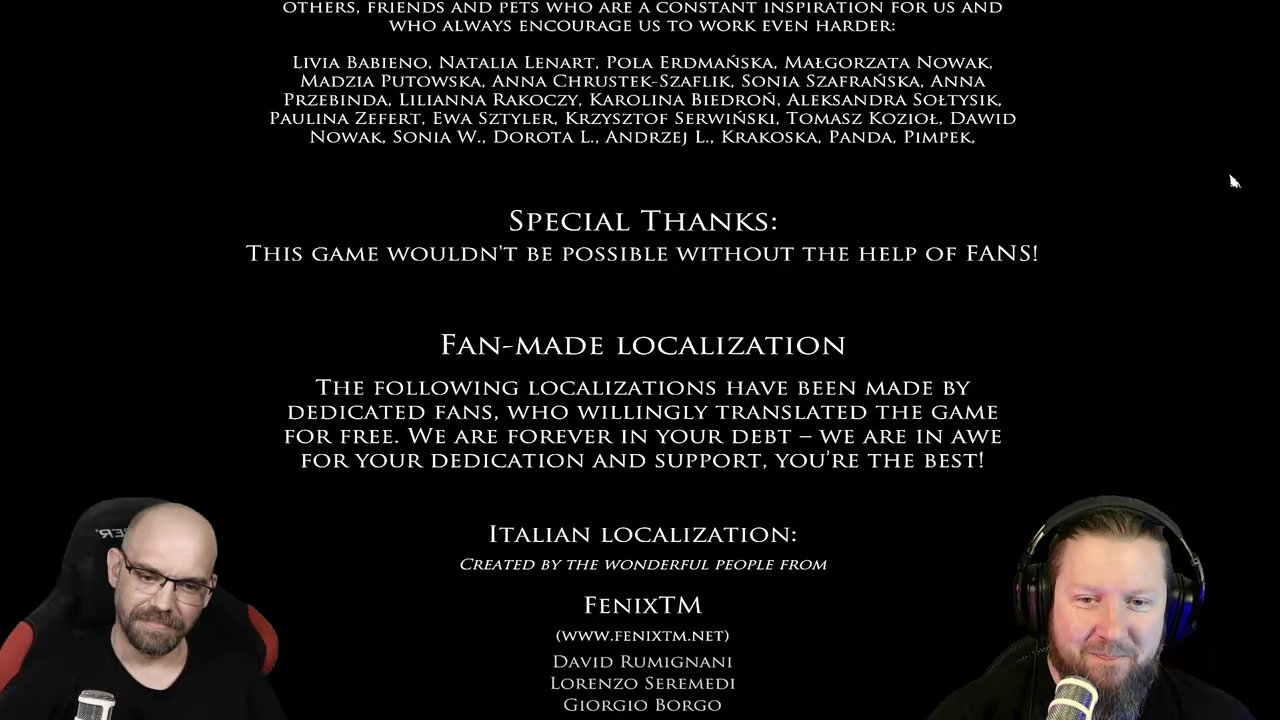 OTHERS, FRIENDS AND PETS WHO ARE A CONSTANT INSPIRATION FOR US AND
WHO ALWAYS ENCOURAGE US TO WORK EVEN HARDER:
LIVIA BABIENO, NATALIA LENART, POLA ERDMAŃSKA, MAŁGORZATA NOWAK,
MADZIA PUTOWSKA, ANNA CHRUSTEK-SZAFLIK, SONIA SZAFRAŃSKA, ANNA
PRZEBINDA, LILIANNA RAKOCZY, KAROLINA BIEDROŃ, ALEKSANDRA SOŁTYSIK,
PAULINA ZEFERT, EWA SZTYLER, KRZYSZTOF SERWIŃSKI, TOMASZ KOZIOŁ, DAWID
NOWAK, SONIA W., DOROTA L., ANDRZEJ L., KRAKOSKA, PANDA, PIMPEK,
SPECIAL THANKS:
THIS GAME WOULDN'T BE POSSIBLE WITHOUT THE HELP OF FANS!
FAN-MADE LOCALIZATION
THE FOLLOWING LOCALIZATIONS HAVE BEEN MADE BY
DEDICATED FANS, WHO WILLINGLY TRANSLATED THE GAME
FOR FREE. WE ARE FOREVER IN YOUR DEBT – WE ARE IN AWE
FOR YOUR DEDICATION AND SUPPORT, YOU'RE THE BEST!
ITALIAN LOCALIZATION:
CREATED BY THE WONDERFUL PEOPLE FROM
FENIXTM
(WWW.FENIXTM.NET)
DAVID RUMIGNANI
LORENZO SEREMEDI
GIORGIO BORGO